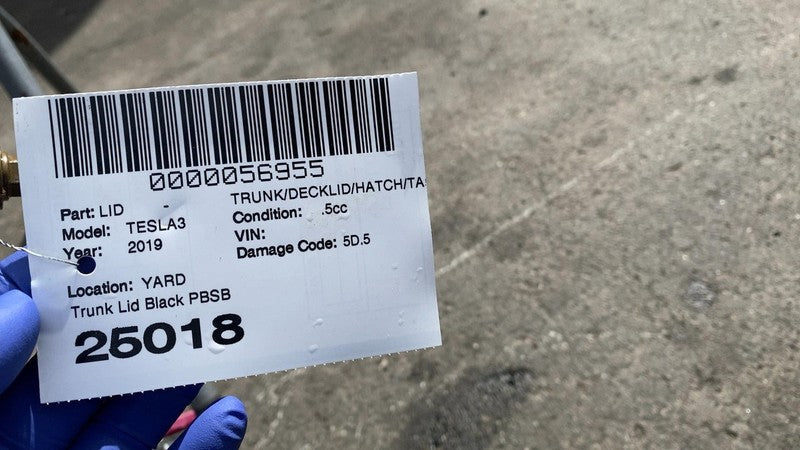 0000056955
Part: LID - TRUNK/DECKLID/HATCH/TA
Model: TESLA3 Condition: .5cc
Year: 2019 VIN:
Damage Code: 5D.5
Location: YARD
Trunk Lid Black PBSB
25018